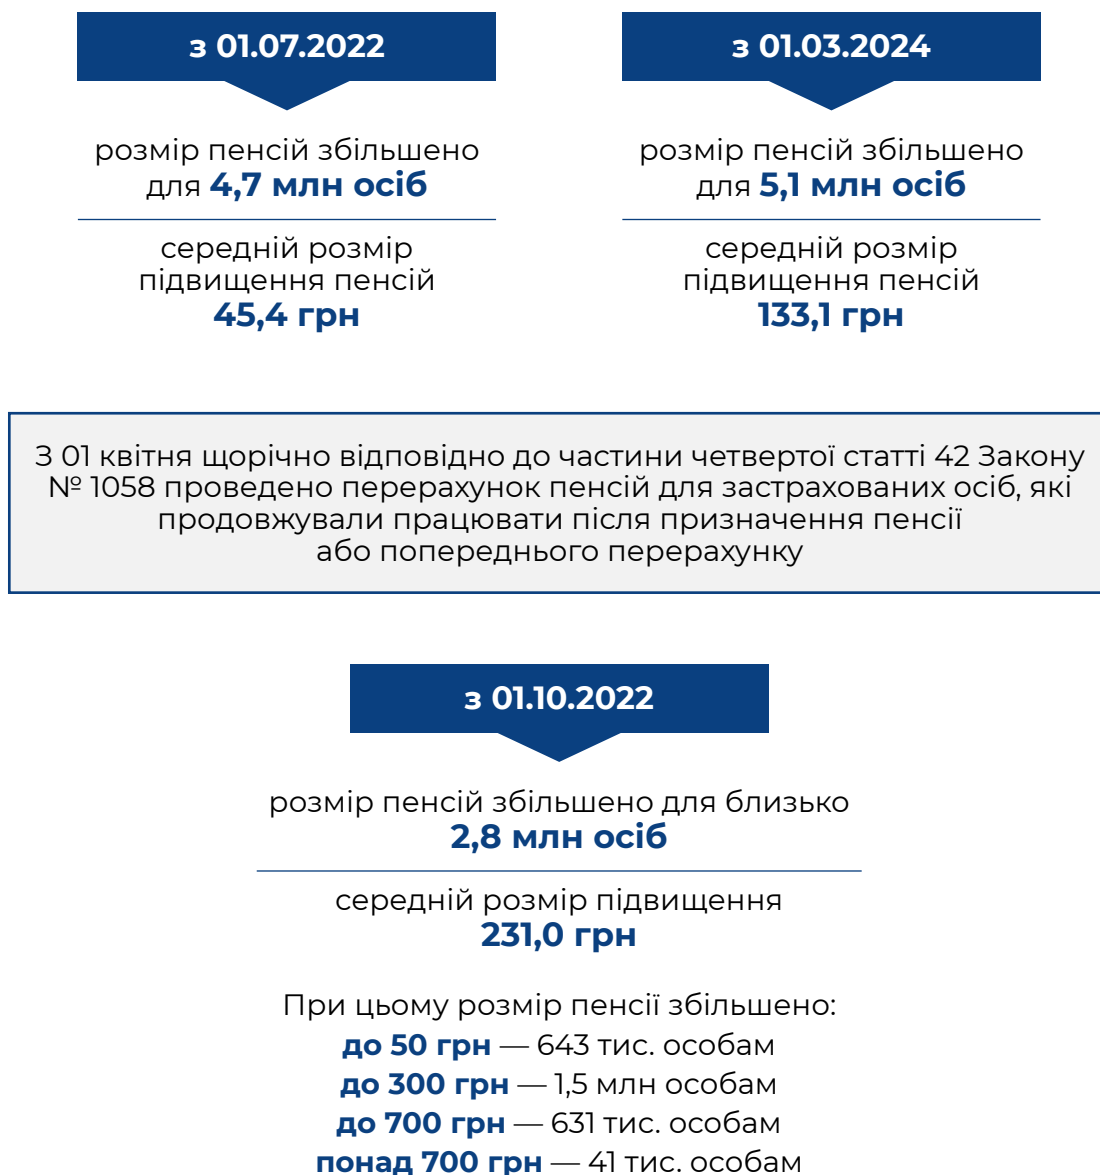 з 01.07.2022
розмір пенсій збільшено
для 4,7 млн осіб
середній розмір
підвищення пенсій
45,4 грн
з 01.03.2024
розмір пенсій збільшено
для 5,1 млн осіб
середній розмір
підвищення пенсій
133,1 грн
З 01 квітня щорічно відповідно до частини четвертої статті 42 Закону
№ 1058 проведено перерахунок пенсій для застрахованих осіб, які
продовжували працювати після призначення пенсії
або попереднього перерахунку
з 01.10.2022
розмір пенсій збільшено для близько
2,8 млн осіб
середній розмір підвищення
231,0 грн
При цьому розмір пенсії збільшено:
до 50 грн — 643 тис. особам
до 300 грн — 1,5 млн особам
до 700 грн — 631 тис. особам
понад 700 грн — 41 тис. особам